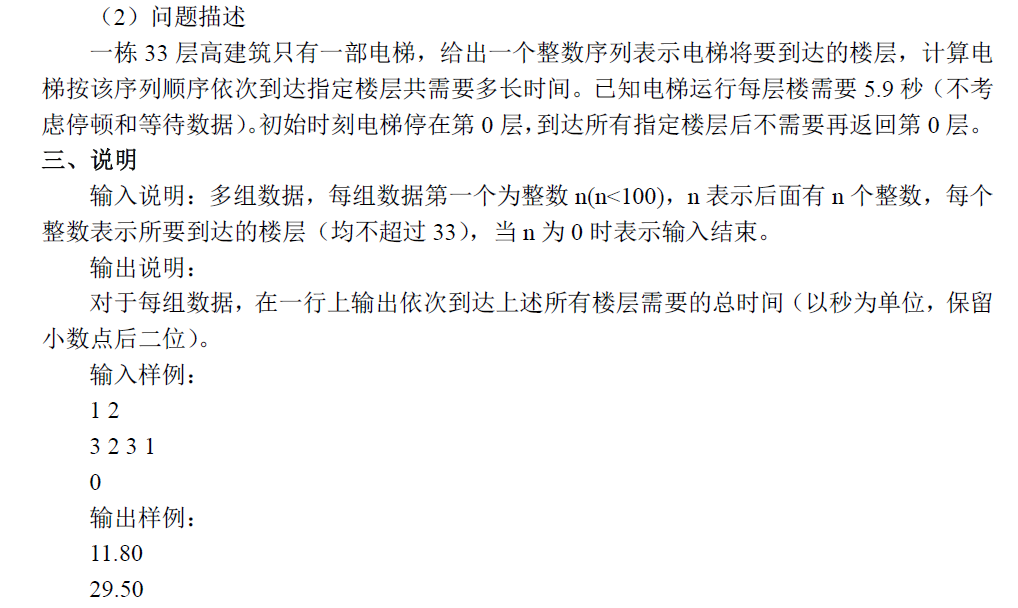 （2）问题描述
一栋 33 层高建筑只有一部电梯，给出一个整数序列表示电梯将要到达的楼层，计算电
梯按该序列顺序依次到达指定楼层共需要多长时间。已知电梯运行每层楼需要 5.9 秒（不考
虑停顿和等待数据）。初始时刻电梯停在第 0 层，到达所有指定楼层后不需要再返回第 0 层。
三、说明
输入说明：多组数据，每组数据第一个为整数 n(n<100)，n 表示后面有 n 个整数，每个
整数表示所要到达的楼层（均不超过 33），当 n 为 0 时表示输入结束。
输出说明：
对于每组数据，在一行上输出依次到达上述所有楼层需要的总时间（以秒为单位，保留
小数点后二位）。
输入样例：
1 2
3 2 3 1
0
输出样例：
11.80
29.50